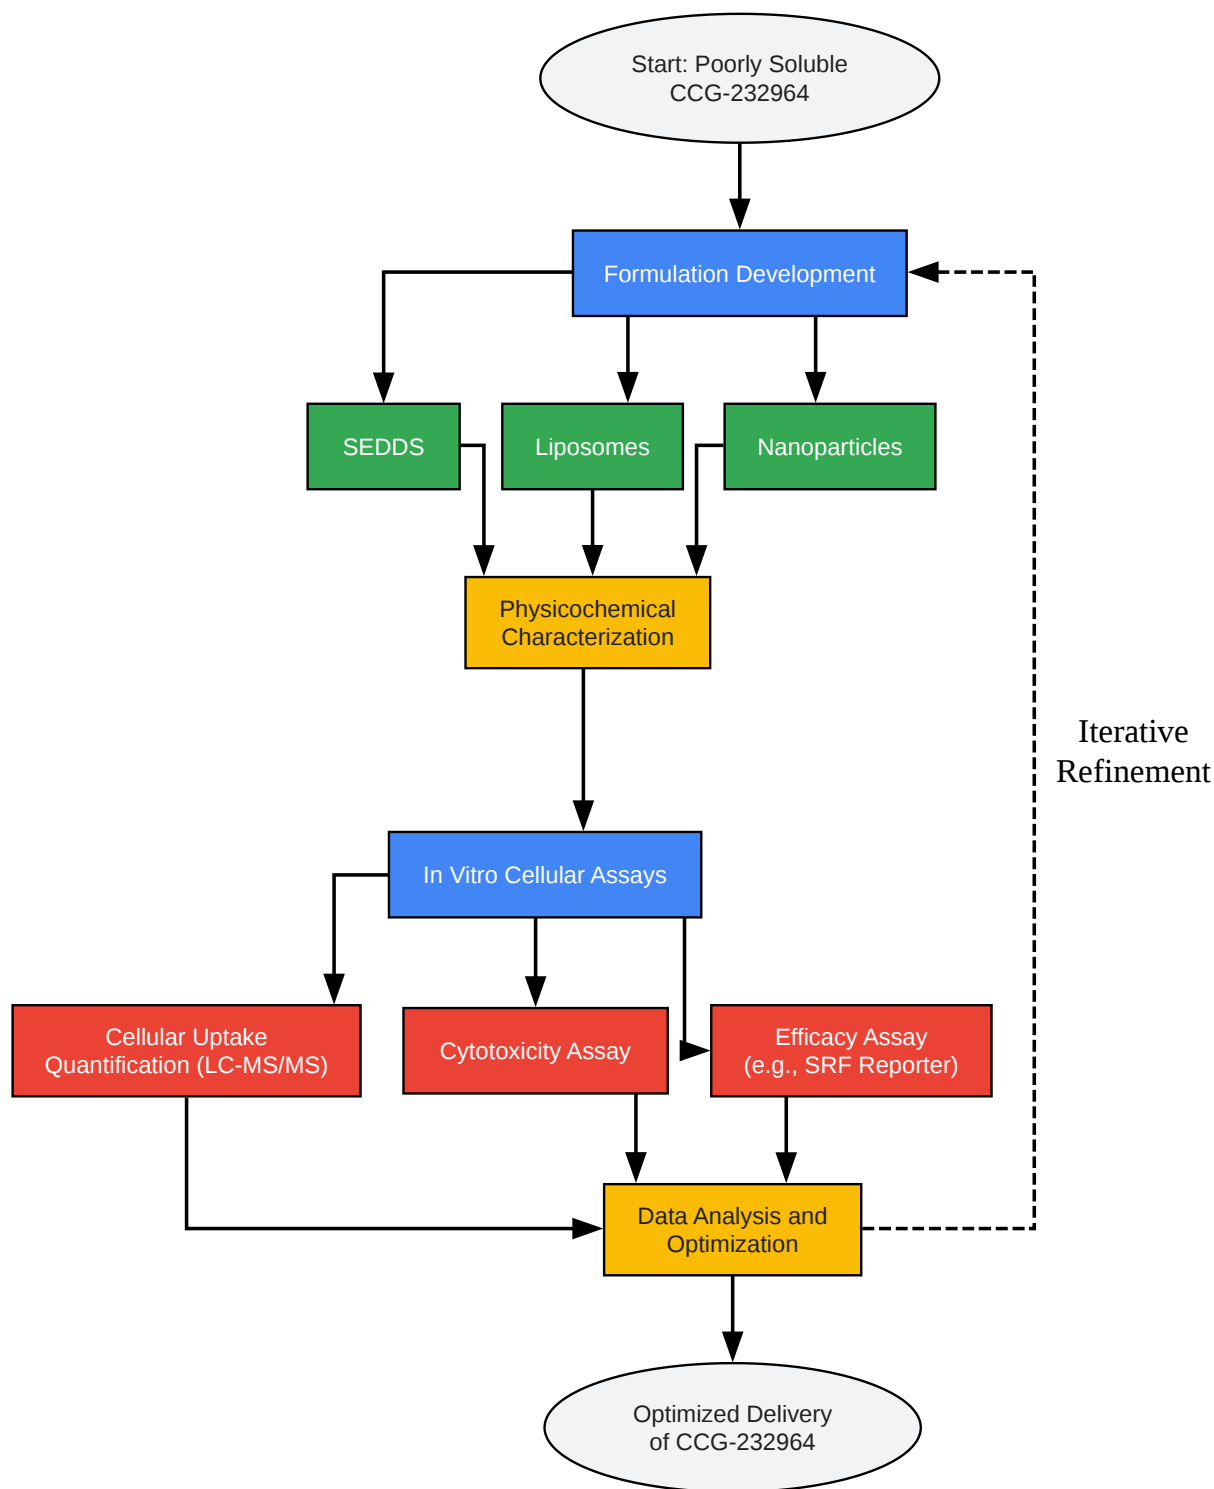 Start: Poorly Soluble
CCG-232964
Formulation Development
SEDDS
Liposomes
Nanoparticles
Physicochemical
Characterization
Iterative
Refinement
In Vitro Cellular Assays
Cellular Uptake
Quantification (LC-MS/MS)
Cytotoxicity Assay
Efficacy Assay
(e.g., SRF Reporter)
Data Analysis and
Optimization
Optimized Delivery
of CCG-232964